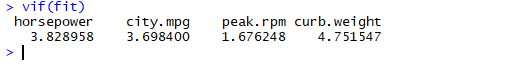 > vif(fit)
horsepower city.mpg peak.rpm curb.weight
3.828958 3.698400 1.676248 4.751547
>